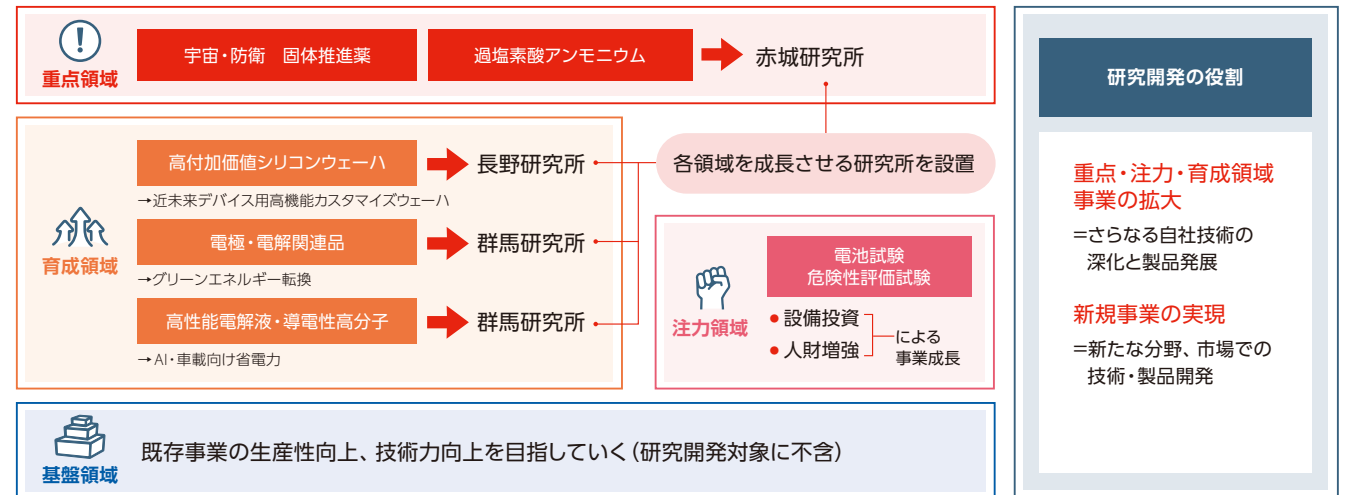 重点領域
宇宙・防衛　固体推進薬
過塩素酸アンモニウム
赤城研究所
育成領域
高付加価値シリコンウェーハ
長野研究所
→近未来デバイス用高機能カスタマイズウェーハ
電極・電解関連品
群馬研究所
→グリーンエネルギー転換
高性能電解液・導電性高分子
群馬研究所
→AI・車載向け省電力
各領域を成長させる研究所を設置
注力領域
電池試験
危険性評価試験
● 設備投資
● 人財増強
による
事業成長
基盤領域
既存事業の生産性向上、技術力向上を目指していく（研究開発対象に不含）
研究開発の役割
重点・注力・育成領域
事業の拡大
＝さらなる自社技術の
深化と製品発展
新規事業の実現
＝新たな分野、市場での
技術・製品開発